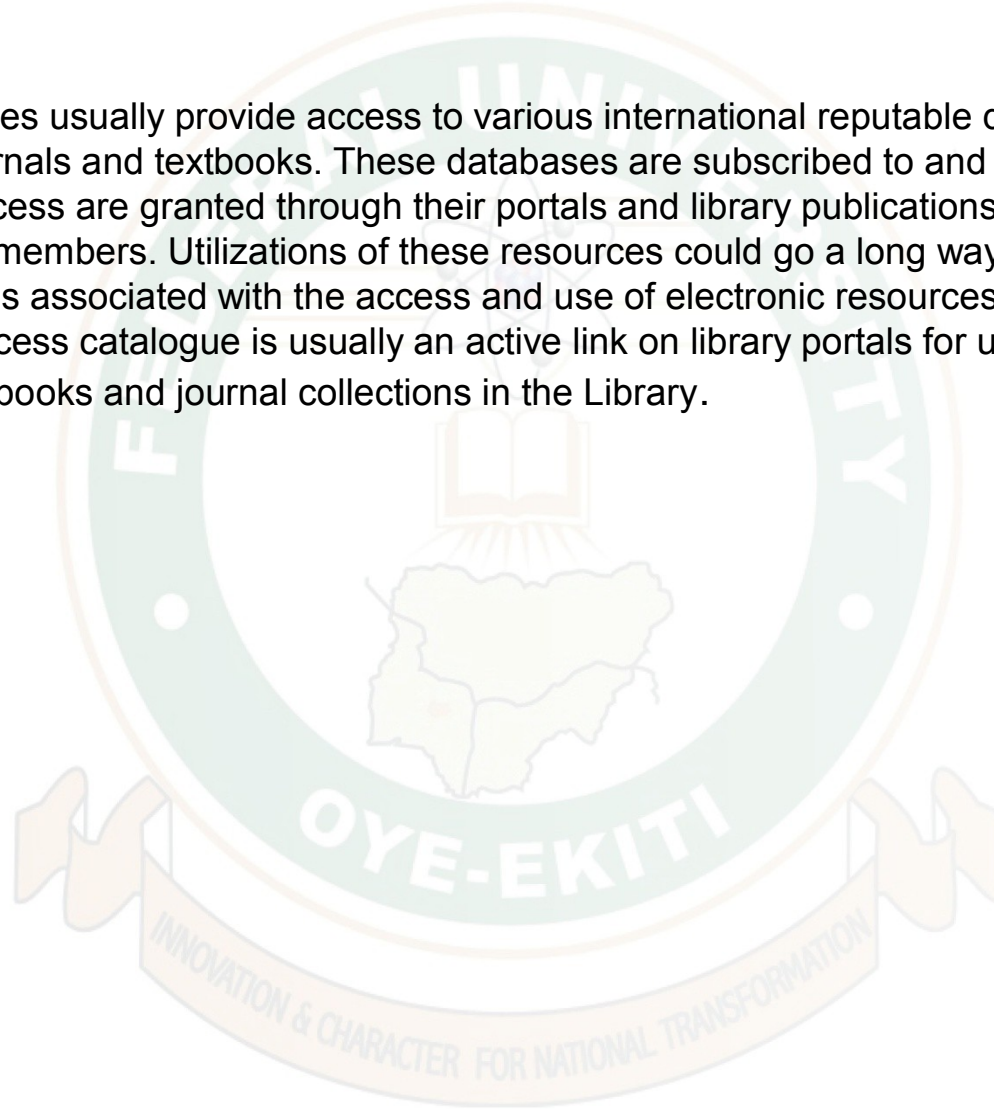 es usually provide access to various international reputable
rnals and textbooks. These databases are subscribed to and
cess are granted through their portals and library publications
members. Utilizations of these resources could go a long way
s associated with the access and use of electronic resources
cess catalogue is usually an active link on library portals for u
books and journal collections in the Library.
FEDERAL UNIVERSITY
OYE-EKITI
INNOVATION & CHARACTER FOR NATIONAL TRANSFORMATION